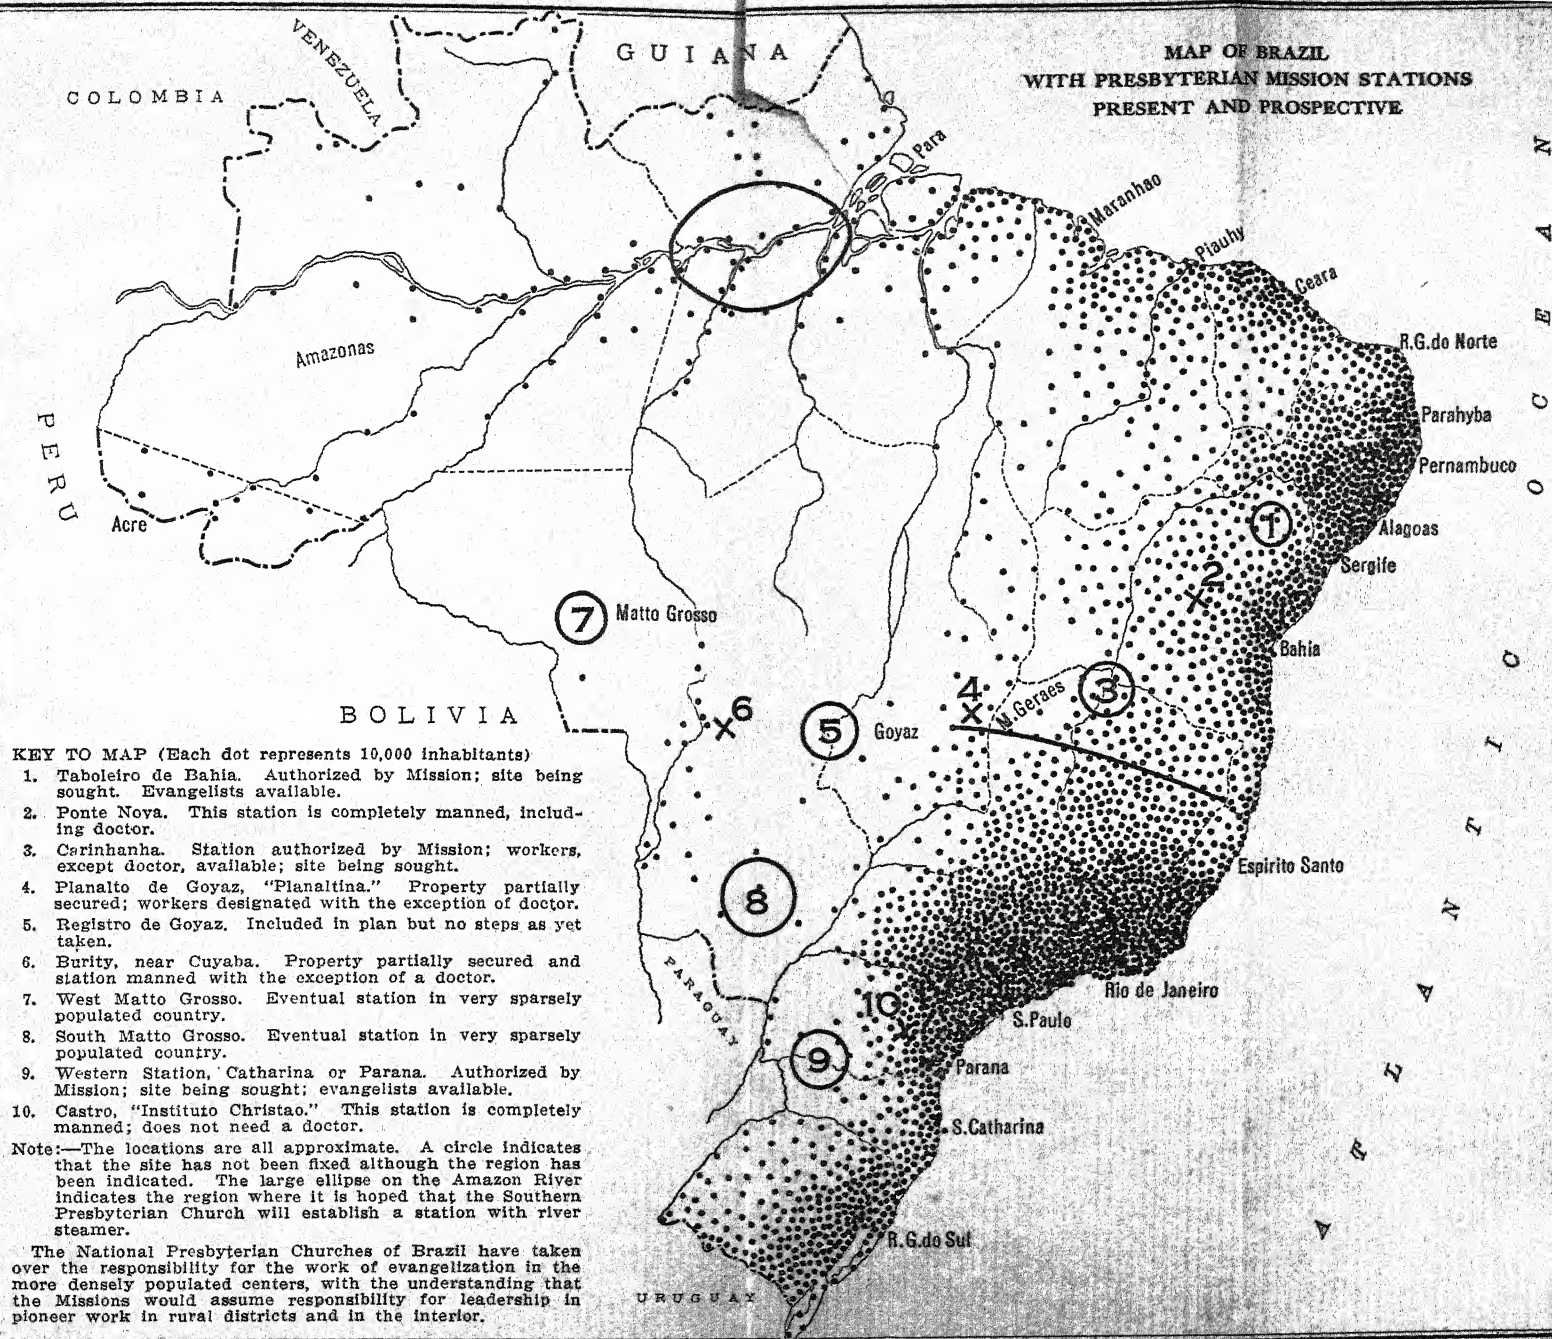 MAP OF BRAZIL
WITH PRESBYTERIAN MISSION STATIONS
PRESENT AND PROSPECTIVE
COLOMBIA
VENEZUELA
GUIANA
Para
Maranhao
Piauhy
Ceara
R.G.do Norte
Parahyba
Pernambuco
Alagoas
Sergife
Bahia
Amazonas
PERU
Acre
1
2
3
4
5
6
7
8
9
10
Matto Grosso
Goyaz
M.Geraes
BOLIVIA
Espirito Santo
Rio de Janeiro
S.Paulo
Parana
S.Catharina
R.G.do Sul
PARAGUAY
URUGUAY
ATLANTIC OCEAN
KEY TO MAP (Each dot represents 10,000 inhabitants)
1. Taboleiro de Bahia. Authorized by Mission; site being
sought. Evangelists available.
2. Ponte Nova. This station is completely manned, includ-
ing doctor.
3. Carinhanha. Station authorized by Mission; workers,
except doctor, available; site being sought.
4. Planalto de Goyaz, "Planaltina." Property partially
secured; workers designated with the exception of doctor.
5. Registro de Goyaz. Included in plan but no steps as yet
taken.
6. Burity, near Cuyaba. Property partially secured and
station manned with the exception of a doctor.
7. West Matto Grosso. Eventual station in very sparsely
populated country.
8. South Matto Grosso. Eventual station in very sparsely
populated country.
9. Western Station, Catharina or Parana. Authorized by
Mission; site being sought; evangelists available.
10. Castro, "Instituto Christao." This station is completely
manned; does not need a doctor.
Note:—The locations are all approximate. A circle indicates
that the site has not been fixed although the region has
been indicated. The large ellipse on the Amazon River
indicates the region where it is hoped that the Southern
Presbyterian Church will establish a station with river
steamer.
The National Presbyterian Churches of Brazil have taken
over the responsibility for the work of evangelization in the
more densely populated centers, with the understanding that
the Missions would assume responsibility for leadership in
pioneer work in rural districts and in the interior.